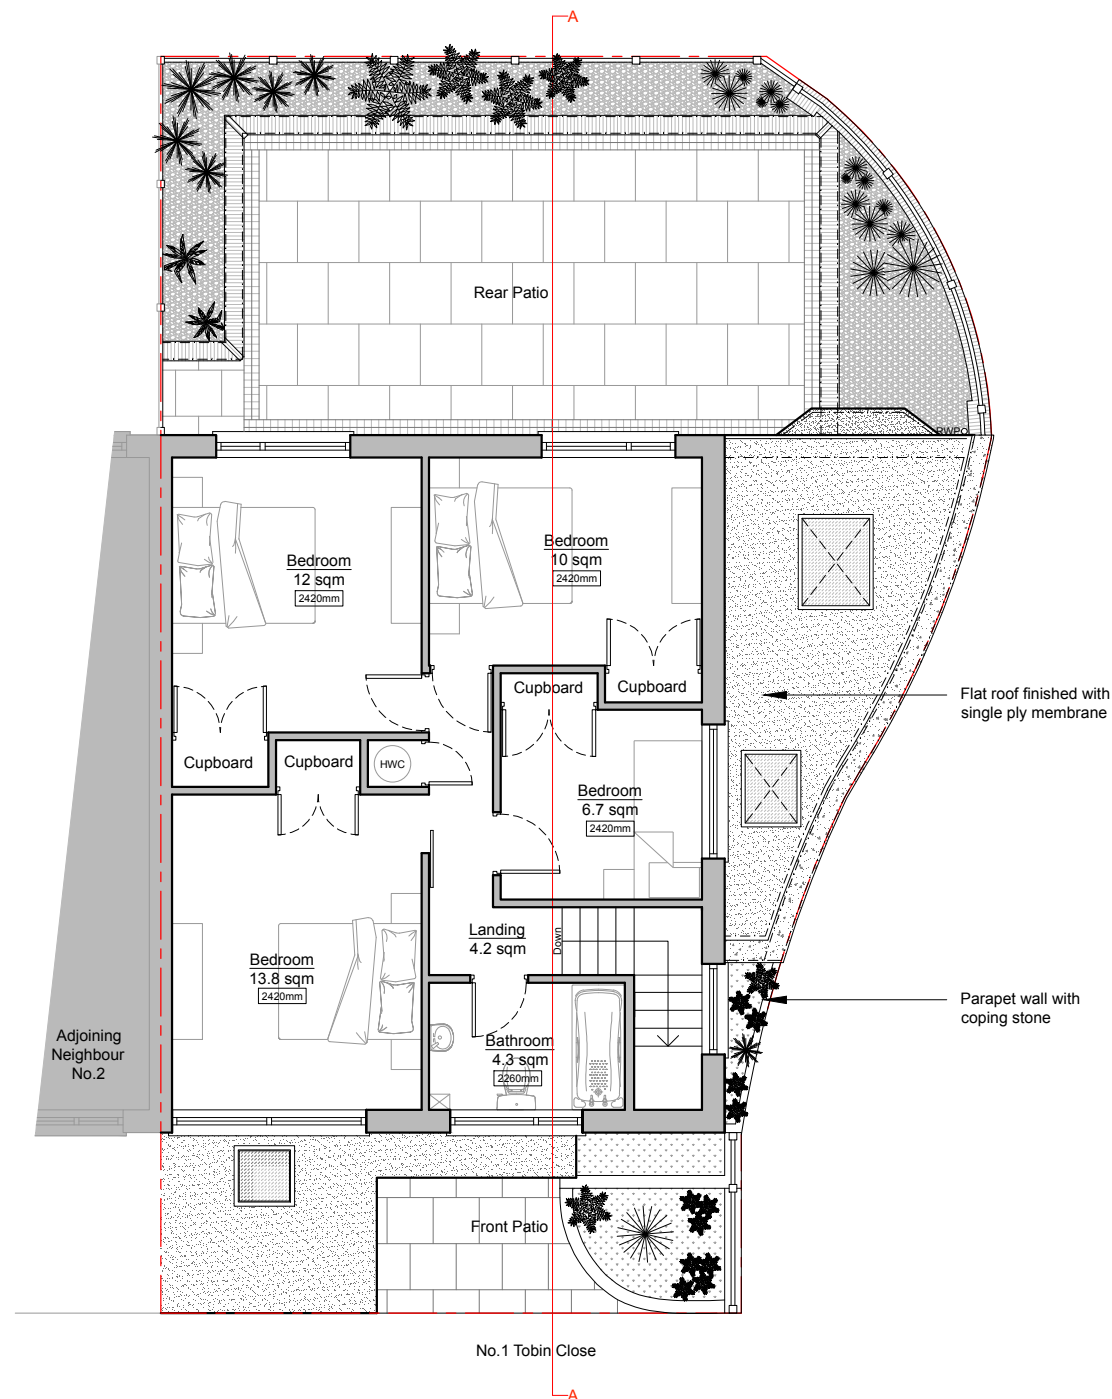 A
Rear Patio
RWPO
Bedroom
12 sqm
2420mm
Bedroom
10 sqm
2420mm
Cupboard
Cupboard
Flat roof finished with
single ply membrane
Cupboard
Cupboard
HWC
Bedroom
6.7 sqm
2420mm
Landing
4.2 sqm
Down
Bedroom
13.8 sqm
2420mm
Parapet wall with
coping stone
Adjoining
Neighbour
No.2
Bathroom
4.3 sqm
2260mm
Front Patio
No.1 Tobin Close
A